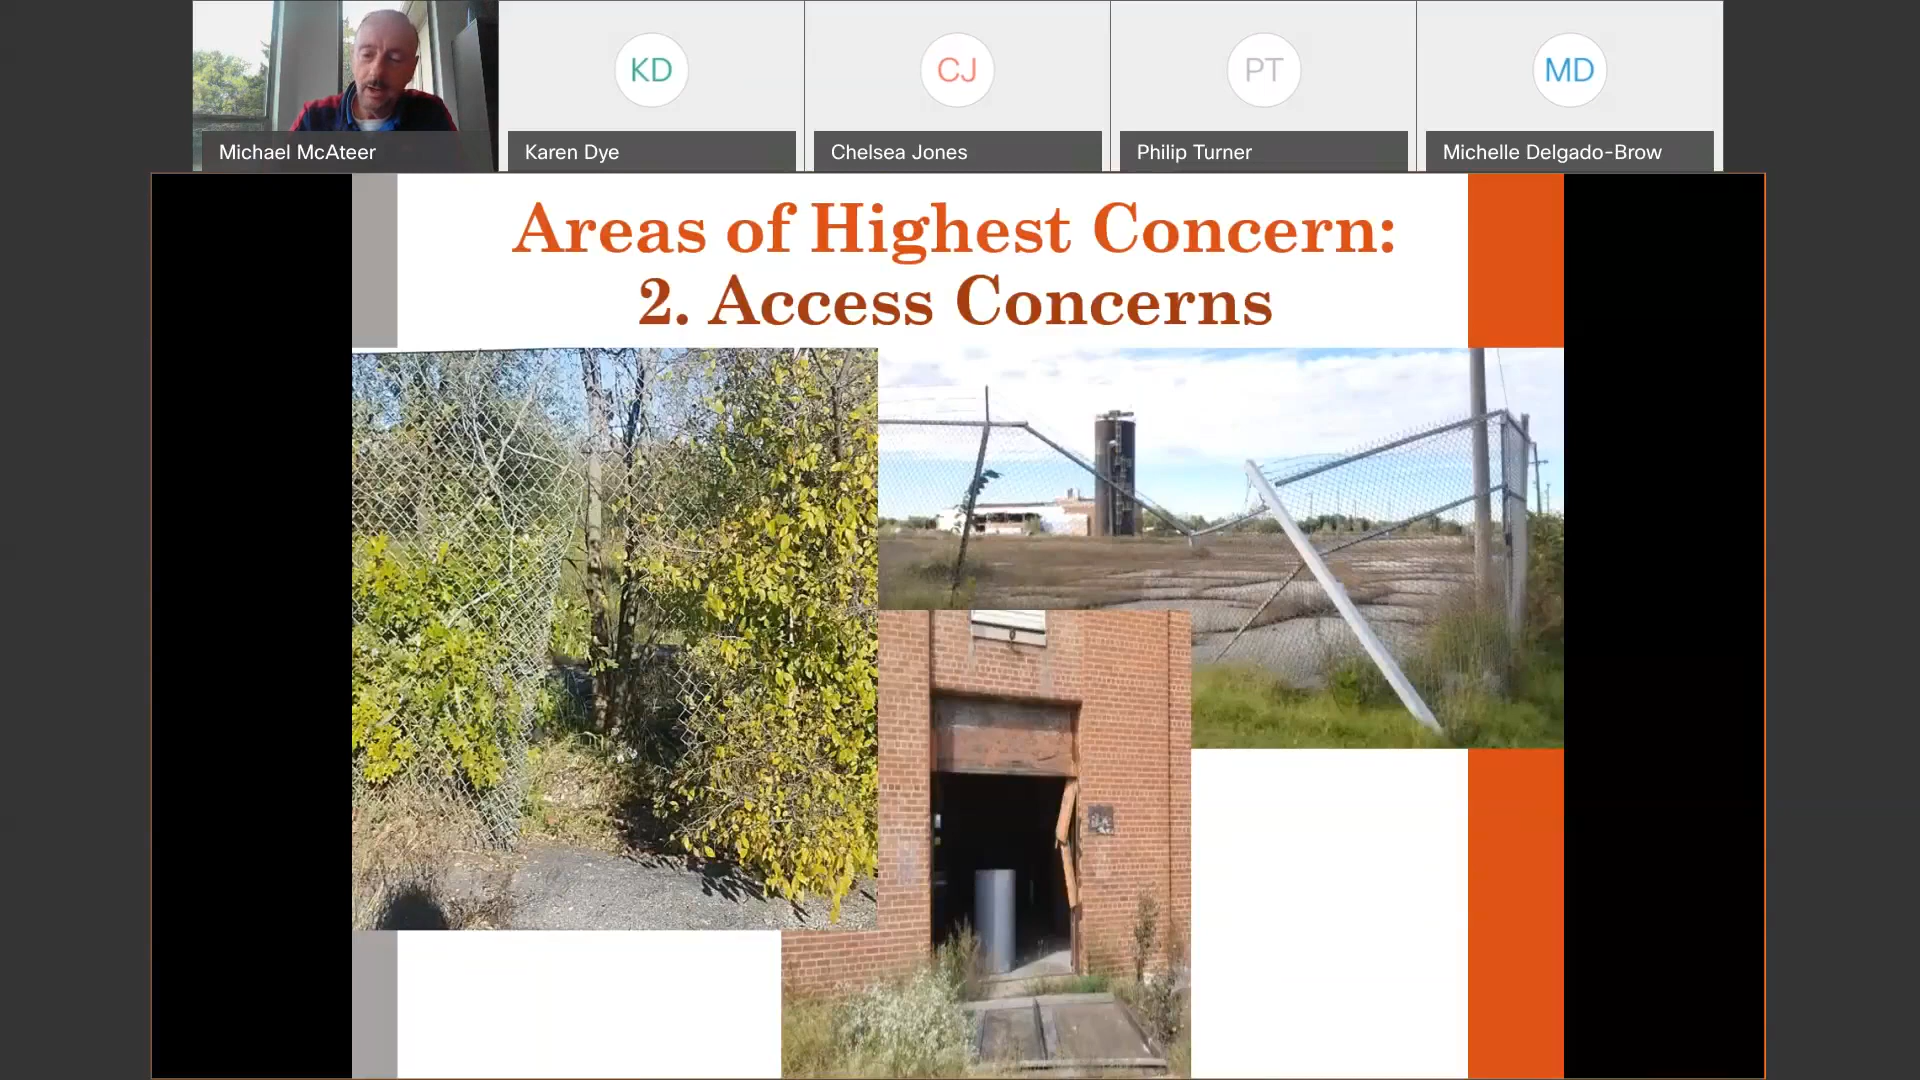 KD
CJ
PT
MD
Michael McAteer
Karen Dye
Chelsea Jones
Philip Turner
Michelle Delgado-Brow
Areas of Highest Concern:
2. Access Concerns